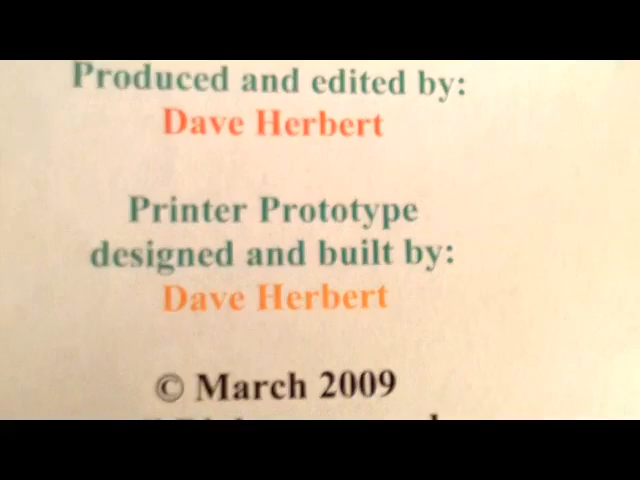 Produced and edited by:
Dave Herbert
Printer Prototype
designed and built by:
Dave Herbert
© March 2009